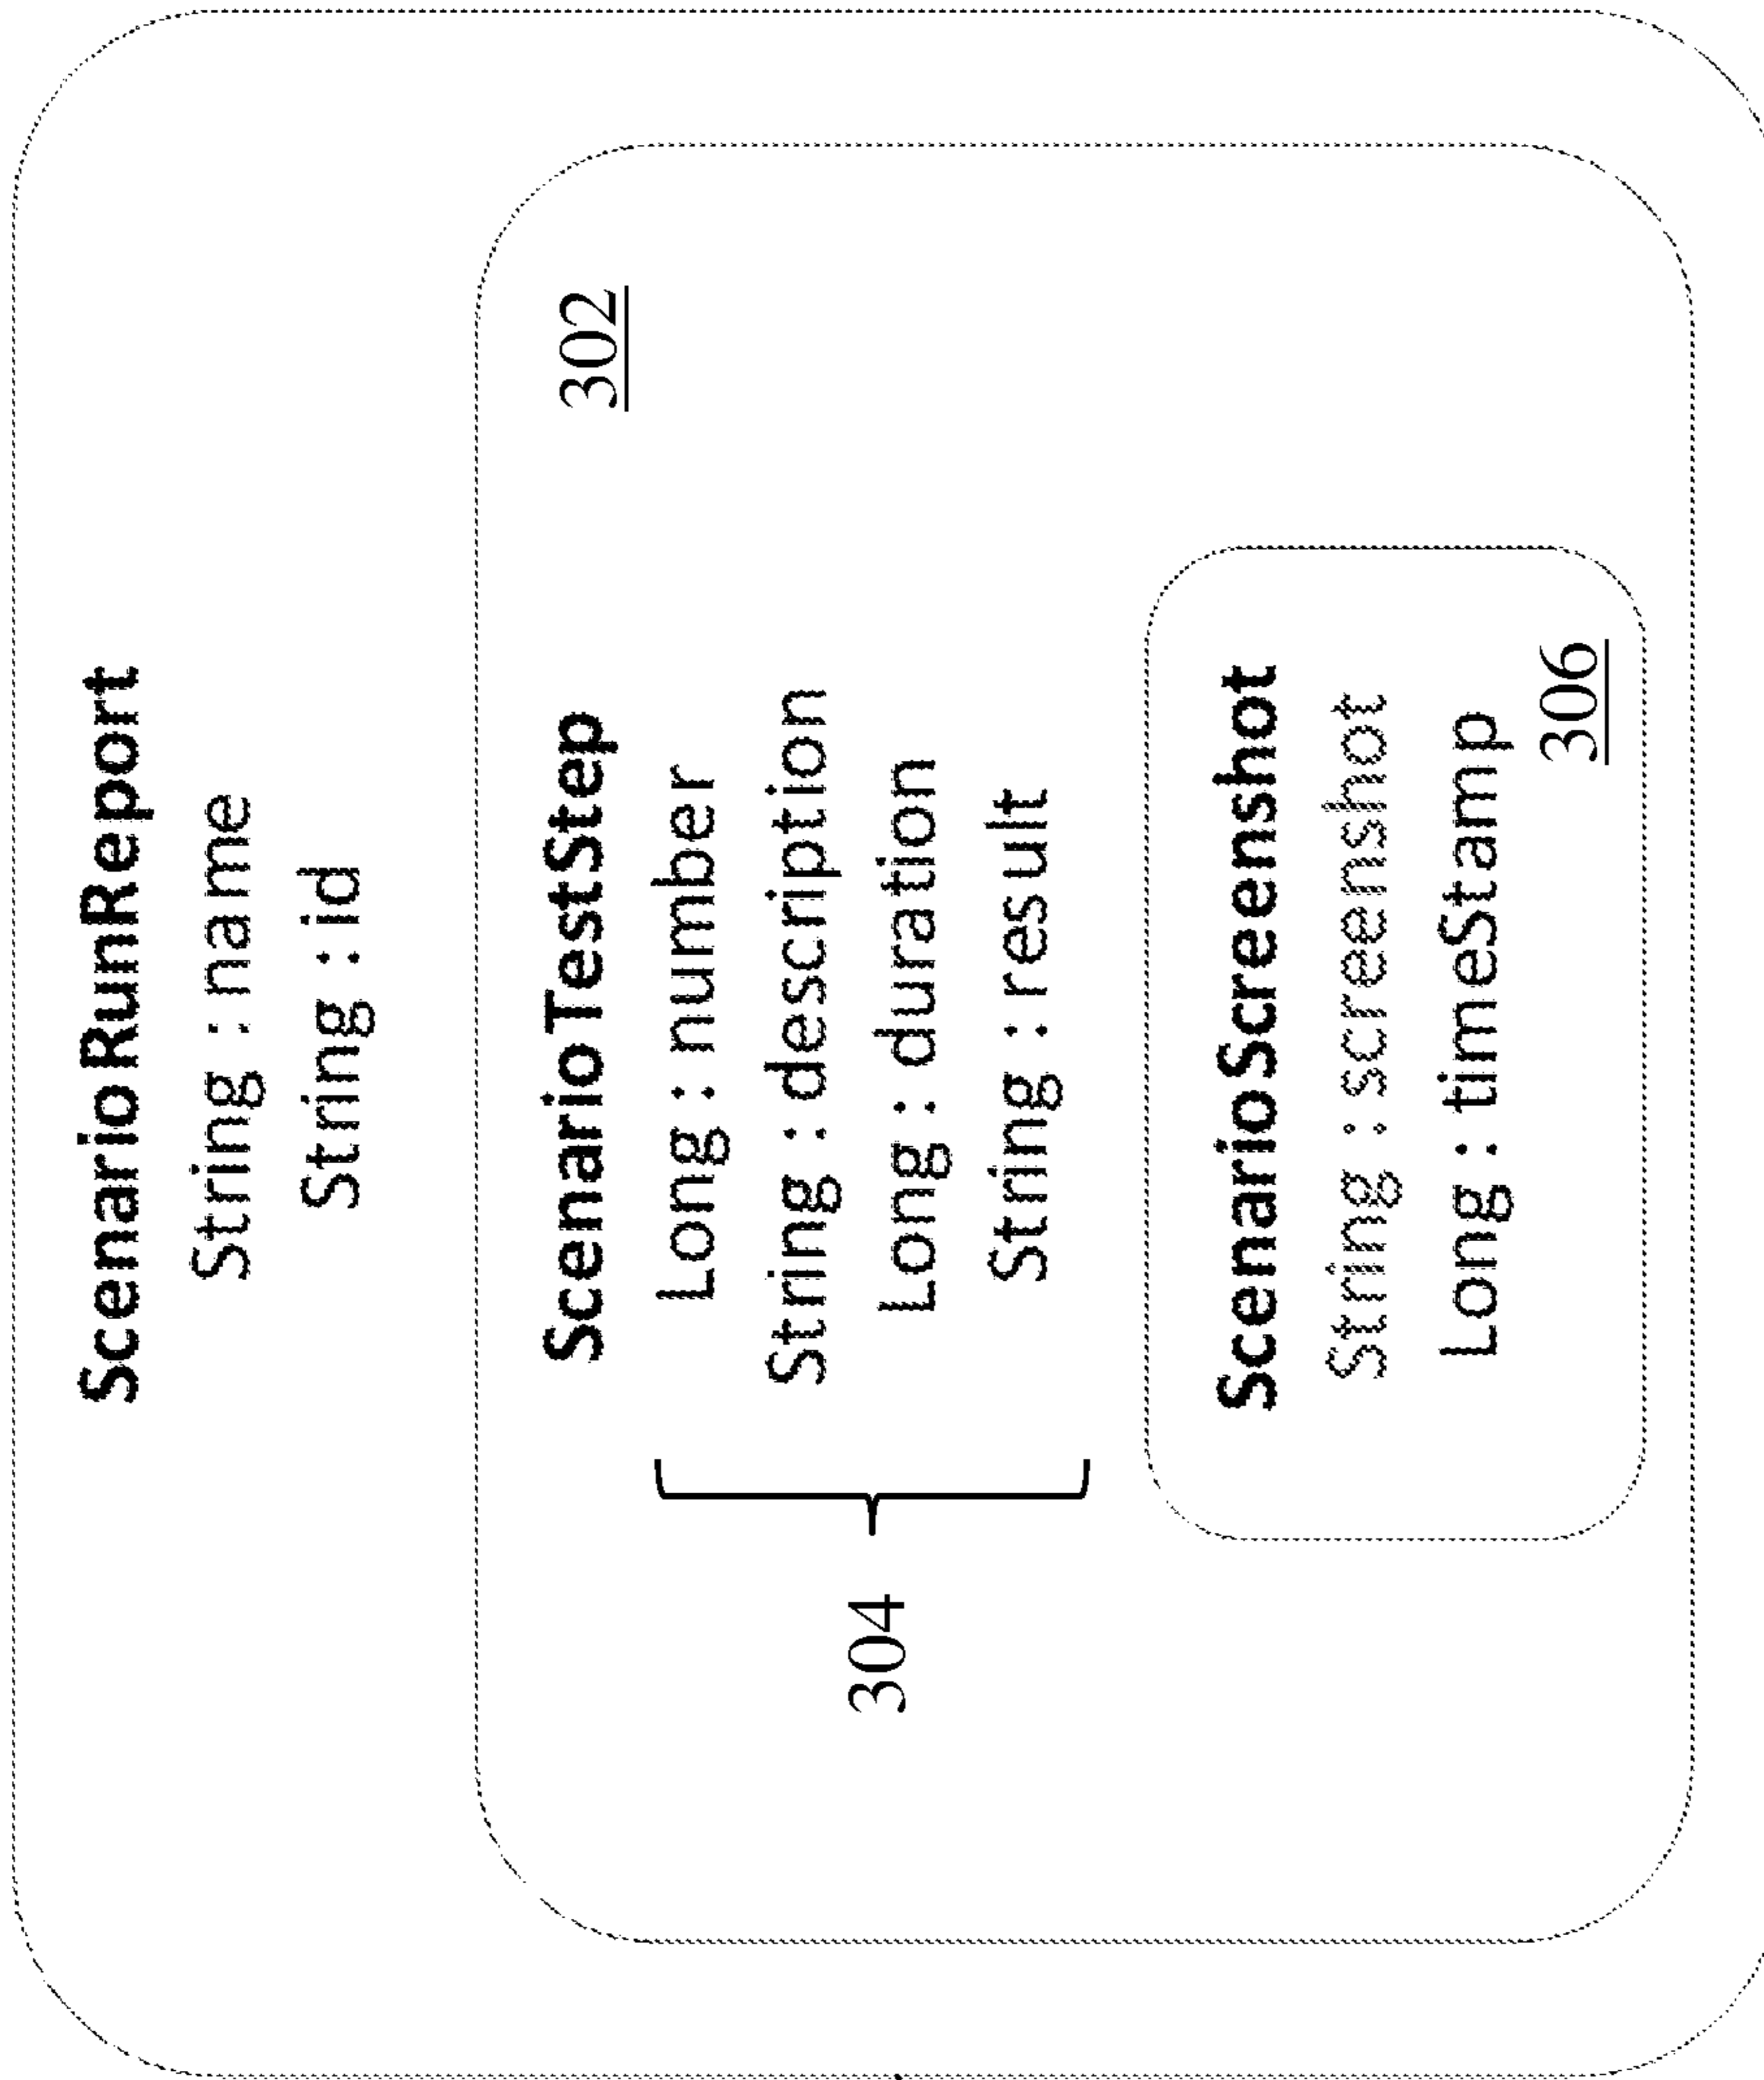 ScenarioRunReport
String : name
String : id
302
ScenarioTestStep
Long : number
String : description
Long : duration
String : result
304
ScenarioScreenshot
String : screenshot
Long : timeStamp
306